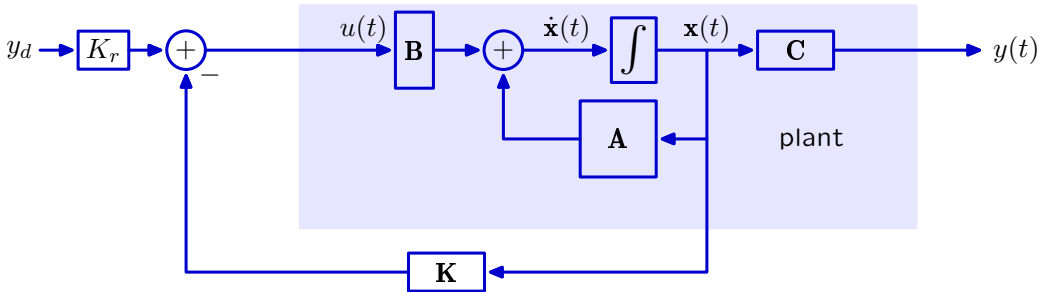 y_d K_r + − u(t) B + ẋ(t) ∫ x(t) C y(t)
A plant
K